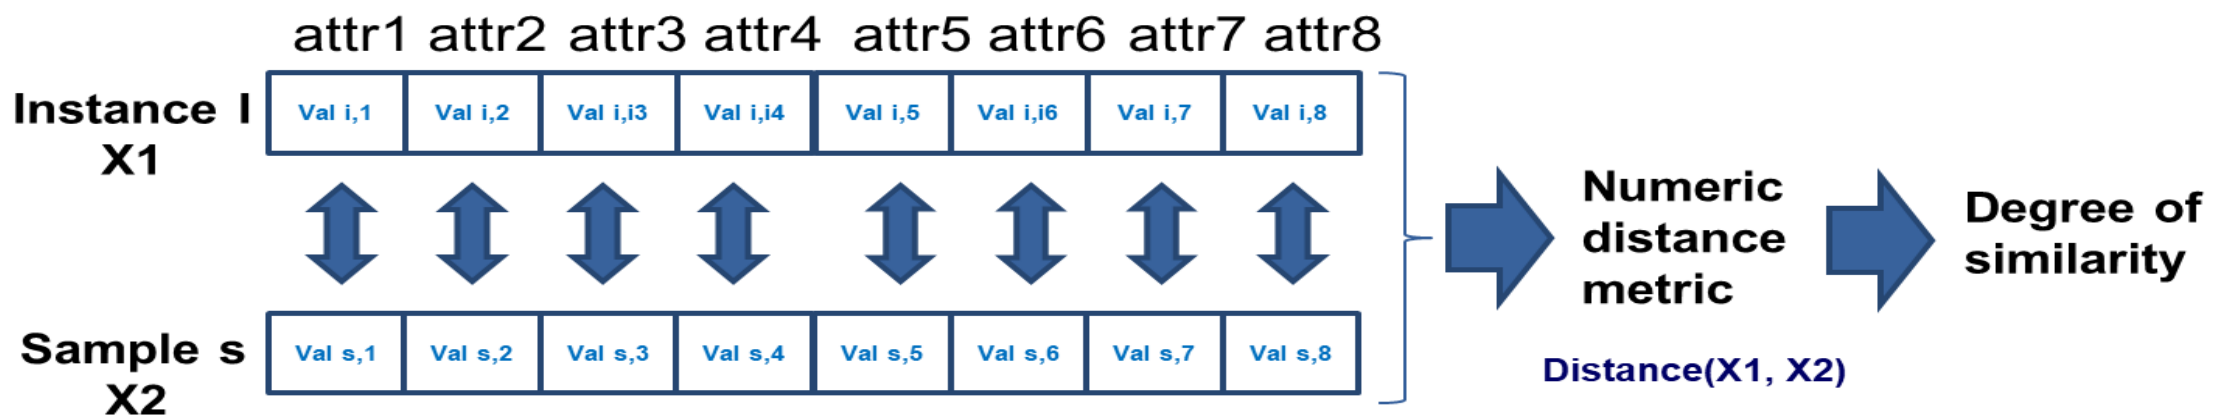 attr1 attr2 attr3 attr4 attr5 attr6 attr7 attr8
Instance I
X1
Val i,1 Val i,2 Val i,i3 Val i,i4 Val i,5 Val i,i6 Val i,7 Val i,8
Sample s
X2
Val s,1 Val s,2 Val s,3 Val s,4 Val s,5 Val s,6 Val s,7 Val s,8
Numeric
distance
metric
Distance(X1, X2)
Degree of
similarity